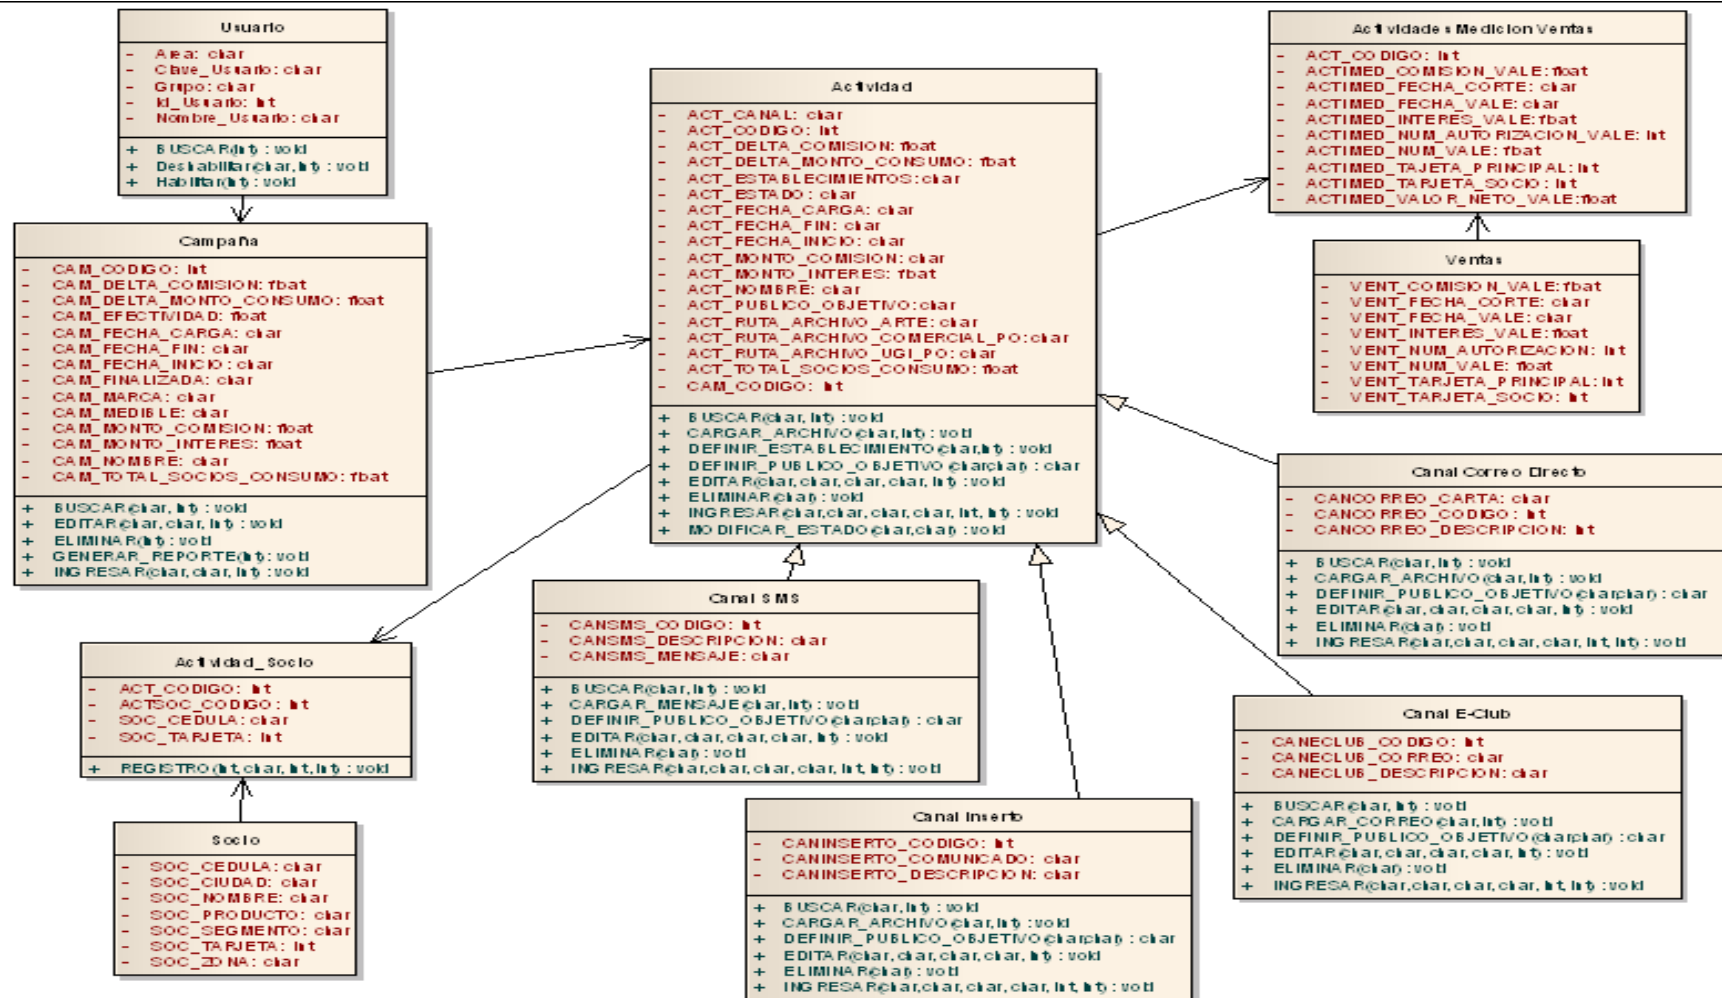 Usuario
- Area: char
- Clave_Usuario: char
- Grupo: char
- Id_Usuario: int
- Nombre_Usuario: char
+ BUSCAR(int) : void
+ Deshabilitar(char,int) : void
+ Habilitar(int) : void
Campaña
- CAM_CODIGO: int
- CAM_DELTA_COMISION: float
- CAM_DELTA_MONTO_CONSUMO: float
- CAM_EFECTIVIDAD: float
- CAM_FECHA_CARGA: char
- CAM_FECHA_FIN: char
- CAM_FECHA_INICIO: char
- CAM_FINALIZADA: char
- CAM_MARCA: char
- CAM_MEDIBLE: char
- CAM_MONTO_COMISION: float
- CAM_MONTO_INTERES: float
- CAM_NOMBRE: char
- CAM_TOTAL_SOCIOS_CONSUMO: float
+ BUSCAR(char, int) : void
+ EDITAR(char,char, int) : void
+ ELIMINAR(int) : void
+ GENERAR_REPORTE(int) : void
+ INGRESAR(char,char, int) : void
Actividad
- ACT_CANAL: char
- ACT_CODIGO: int
- ACT_DELTA_COMISION: float
- ACT_DELTA_MONTO_CONSUMO: float
- ACT_ESTABLECIMIENTOS:char
- ACT_ESTADO: char
- ACT_FECHA_CARGA: char
- ACT_FECHA_FIN: char
- ACT_FECHA_INICIO: char
- ACT_MONTO_COMISION: char
- ACT_MONTO_INTERES: float
- ACT_NOMBRE: char
- ACT_PUBLICO_OBJETIVO:char
- ACT_RUTA_ARCHIVO_ARTE: char
- ACT_RUTA_ARCHIVO_COMERCIAL_PO:char
- ACT_RUTA_ARCHIVO_UGI_PO: char
- ACT_TOTAL_SOCIOS_CONSUMO: float
- CAM_CODIGO: int
+ BUSCAR(char,int) : void
+ CARGAR_ARCHIVO(char,int) : void
+ DEFINIR_ESTABLECIMIENTO(char,int) : void
+ DEFINIR_PUBLICO_OBJETIVO(char,char) : char
+ EDITAR(char,char,char,char, int) : void
+ ELIMINAR(char) : void
+ INGRESAR(char,char,char,char, int, int) : void
+ MODIFICAR_ESTADO(char,char) : void
Actividades Medicion Ventas
- ACT_CODIGO: int
- ACTIMED_COMISION_VALE:float
- ACTIMED_FECHA_CORTE: char
- ACTIMED_FECHA_VALE: char
- ACTIMED_INTERES_VALE:float
- ACTIMED_NUM_AUTORIZACION_VALE: int
- ACTIMED_NUM_VALE: float
- ACTIMED_TAJETA_PRINCIPAL:int
- ACTIMED_TARJETA_SOCIO: int
- ACTIMED_VALOR_NETO_VALE:float
Ventas
- VENT_COMISION_VALE:float
- VENT_FECHA_CORTE: char
- VENT_FECHA_VALE: char
- VENT_INTERES_VALE:float
- VENT_NUM_AUTORIZACION: int
- VENT_NUM_VALE: float
- VENT_TARJETA_PRINCIPAL:int
- VENT_TARJETA_SOCIO: int
Canal Correo Directo
- CANCORREO_CARTA: char
- CANCORREO_CODIGO: int
- CANCORREO_DESCRIPCION: int
+ BUSCAR(char,int) : void
+ CARGAR_ARCHIVO(char,int) : void
+ DEFINIR_PUBLICO_OBJETIVO(char,char) : char
+ EDITAR(char,char,char,char, int) : void
+ ELIMINAR(char) : void
+ INGRESAR(char,char,char,char, int, int) : void
Canal SMS
- CANSMS_CODIGO: int
- CANSMS_DESCRIPCION: char
- CANSMS_MENSAJE: char
+ BUSCAR(char,int) : void
+ CARGAR_MENSAJE(char,int) : void
+ DEFINIR_PUBLICO_OBJETIVO(char,char) : char
+ EDITAR(char,char,char,char, int) : void
+ ELIMINAR(char) : void
+ INGRESAR(char,char,char,char, int, int) : void
Actividad_Socio
- ACT_CODIGO: int
- ACTSOC_CODIGO: int
- SOC_CEDULA: char
- SOC_TARJETA: int
+ REGISTRO(int,char,int,int) : void
Canal E-Club
- CANECLUB_CODIGO: int
- CANECLUB_CORREO: char
- CANECLUB_DESCRIPCION: char
+ BUSCAR(char,int) : void
+ CARGAR_CORREO(char,int) : void
+ DEFINIR_PUBLICO_OBJETIVO(char,char) : char
+ EDITAR(char,char,char,char, int) : void
+ ELIMINAR(char) : void
+ INGRESAR(char,char,char,char, int, int) : void
Socio
- SOC_CEDULA: char
- SOC_CIUDAD: char
- SOC_NOMBRE: char
- SOC_PRODUCTO: char
- SOC_SEGMENTO: char
- SOC_TARJETA: int
- SOC_ZONA: char
Canal Inserto
- CANINSERTO_CODIGO: int
- CANINSERTO_COMUNICADO: char
- CANINSERTO_DESCRIPCION: char
+ BUSCAR(char,int) : void
+ CARGAR_ARCHIVO(char,int) : void
+ DEFINIR_PUBLICO_OBJETIVO(char,char) : char
+ EDITAR(char,char,char,char, int) : void
+ ELIMINAR(char) : void
+ INGRESAR(char,char,char,char, int, int) : void